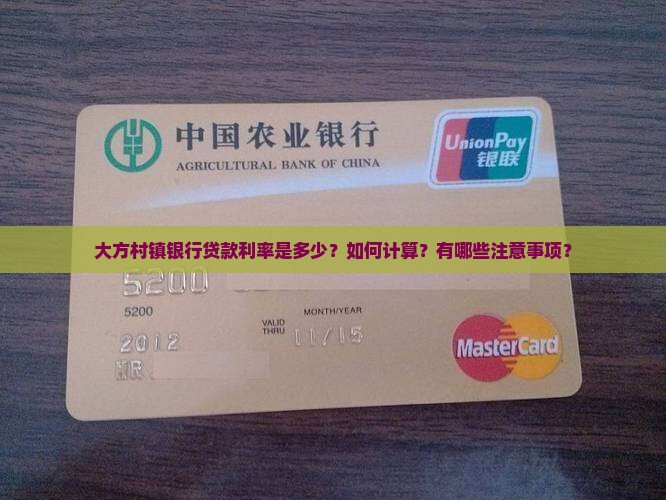 中国农业银行
AGRICULTURAL BANK OF CHINA
UnionPay
银联
大方村镇银行贷款利率是多少？如何计算？有哪些注意事项？
5200
5200
MONTH/YEAR
VALID
THRU
11/15
2012
MR
MasterCard